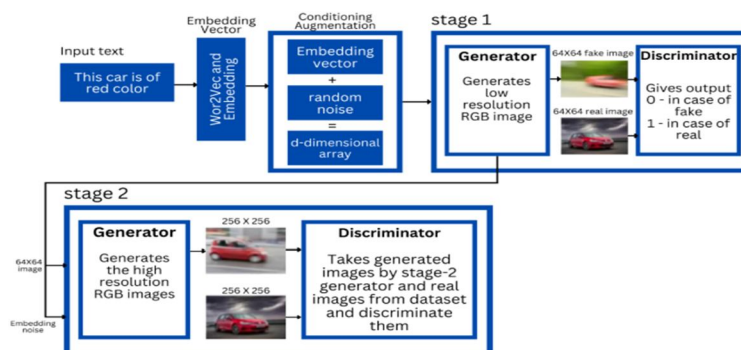 Input text
This car is of
red color
Embedding
Vector
Wor2Vec and
Embedding
Conditioning
Augmentation
Embedding
vector
+
random
noise
=
d-dimensional
array
stage 1
Generator
Generates
low
resolution
RGB image
64X64 fake image
64X64 real image
Discriminator
Gives output
0 - in case of
fake
1 - in case of
real
stage 2
64X64
image
Embedding
noise
Generator
Generates
the high
resolution
RGB images
256 X 256
256 X 256
Discriminator
Takes generated
images by stage-2
generator and real
images from dataset
and discriminate
them